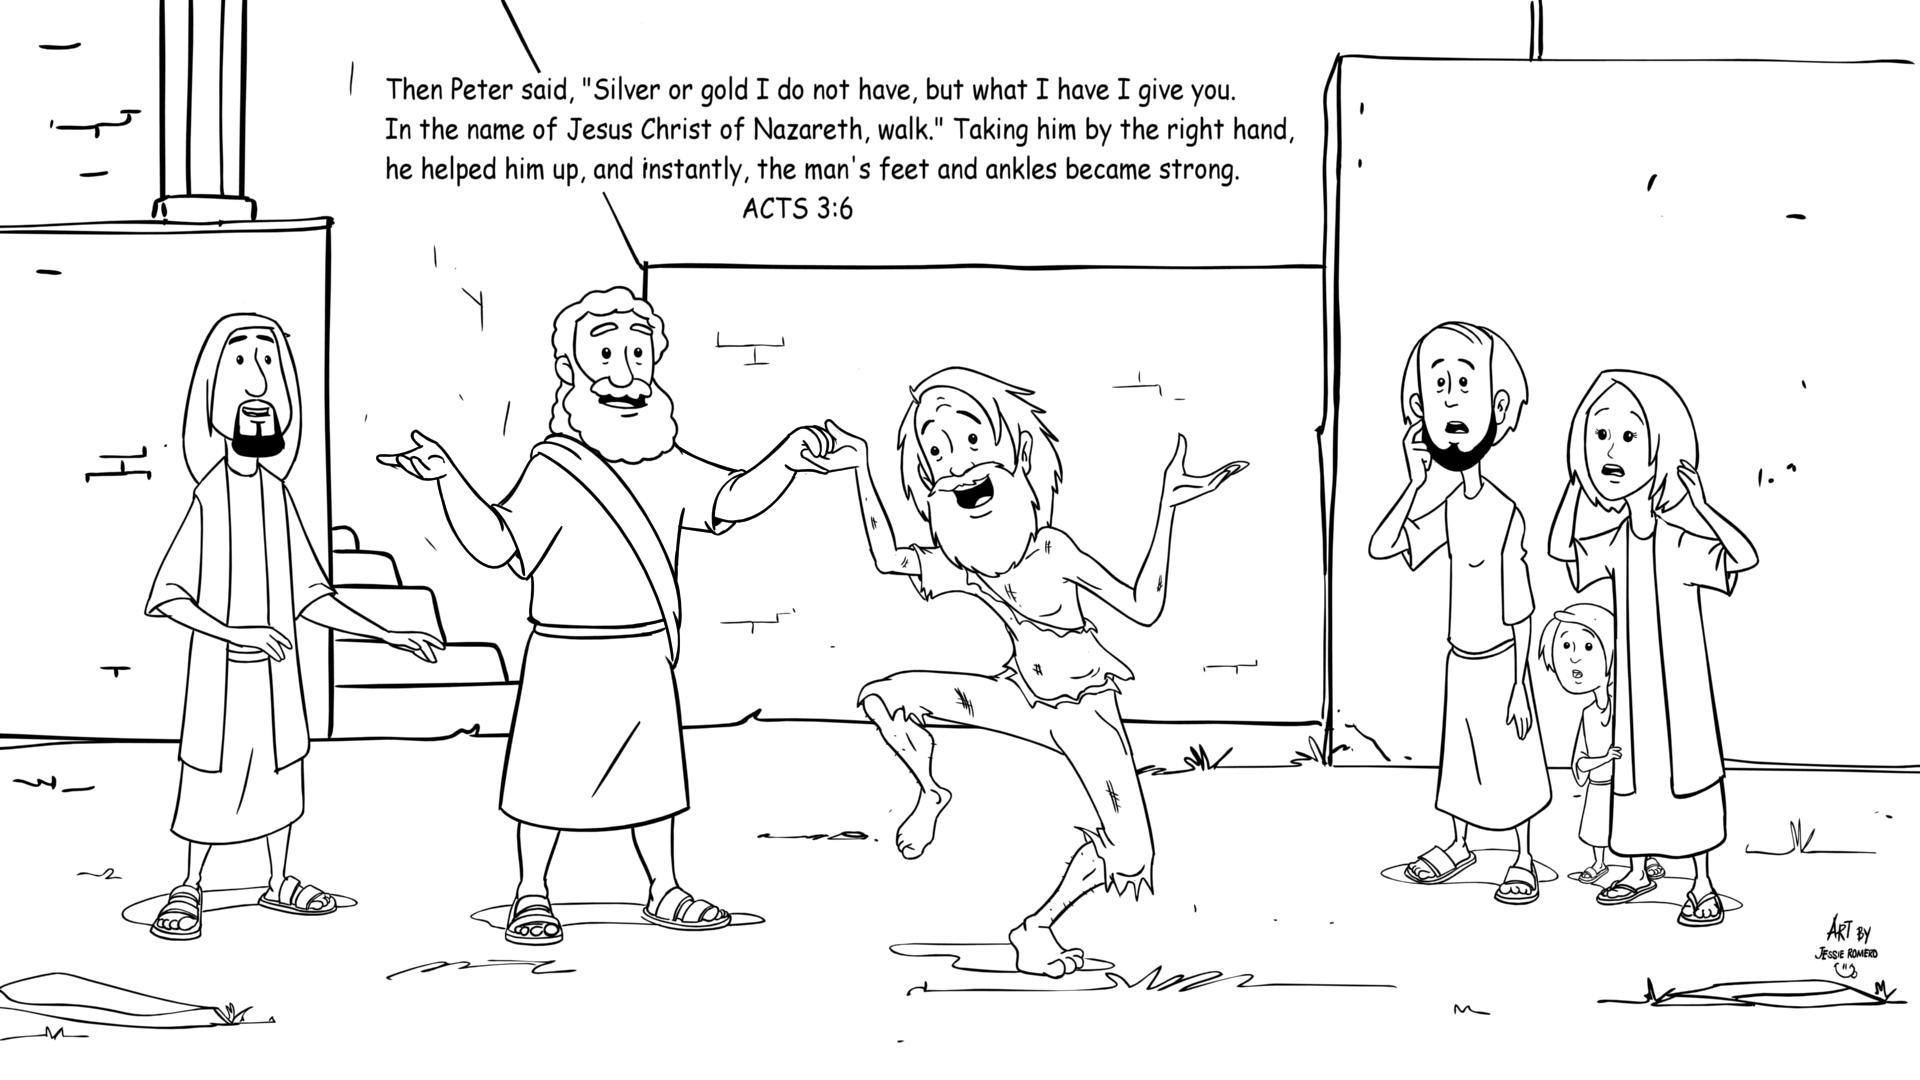 Then Peter said, "Silver or gold I do not have, but what I have I give you.
In the name of Jesus Christ of Nazareth, walk." Taking him by the right hand,
he helped him up, and instantly, the man's feet and ankles became strong.
ACTS 3:6
ART BY
JESSIE ROMERO